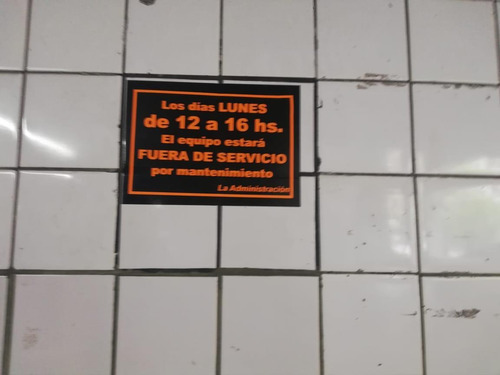 Los días LUNES
de 12 a 16 hs.
El equipo estará
FUERA DE SERVICIO
por mantenimiento
La Administración